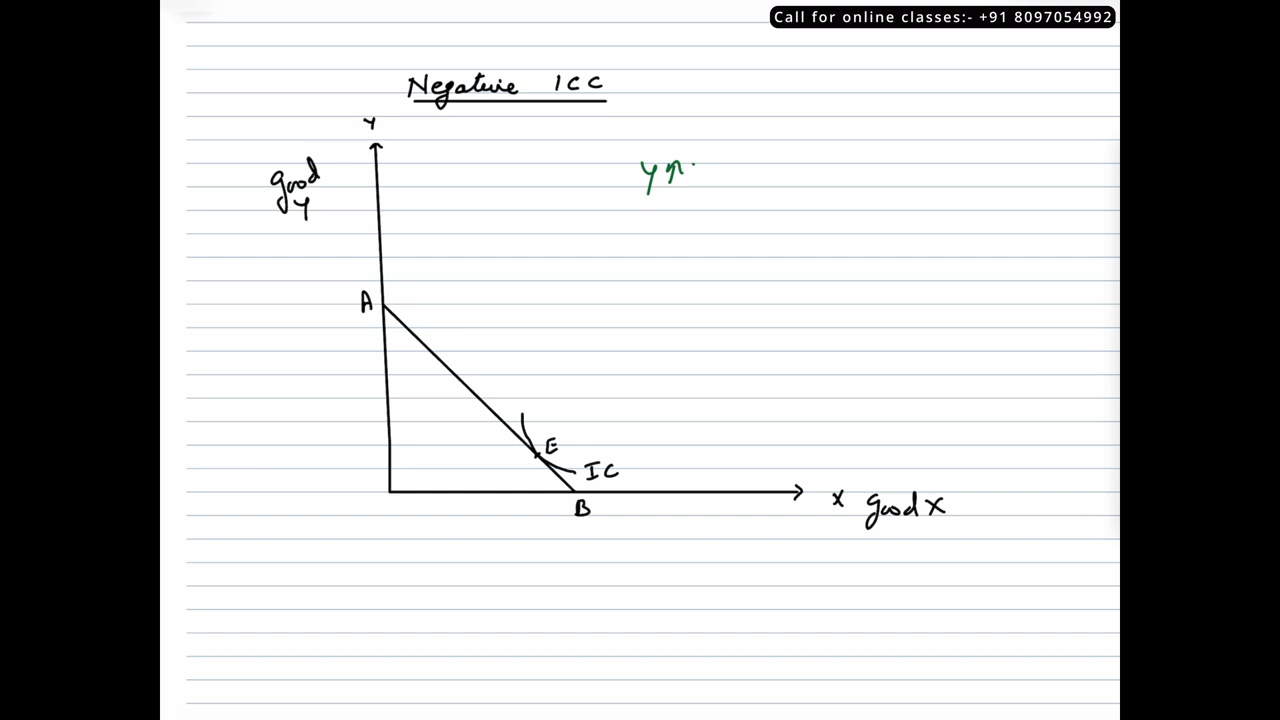 Call for online classes:- +91 8097054992
Negative ICC
Y
good
Y
Y↑
A
E
IC
B
X good X